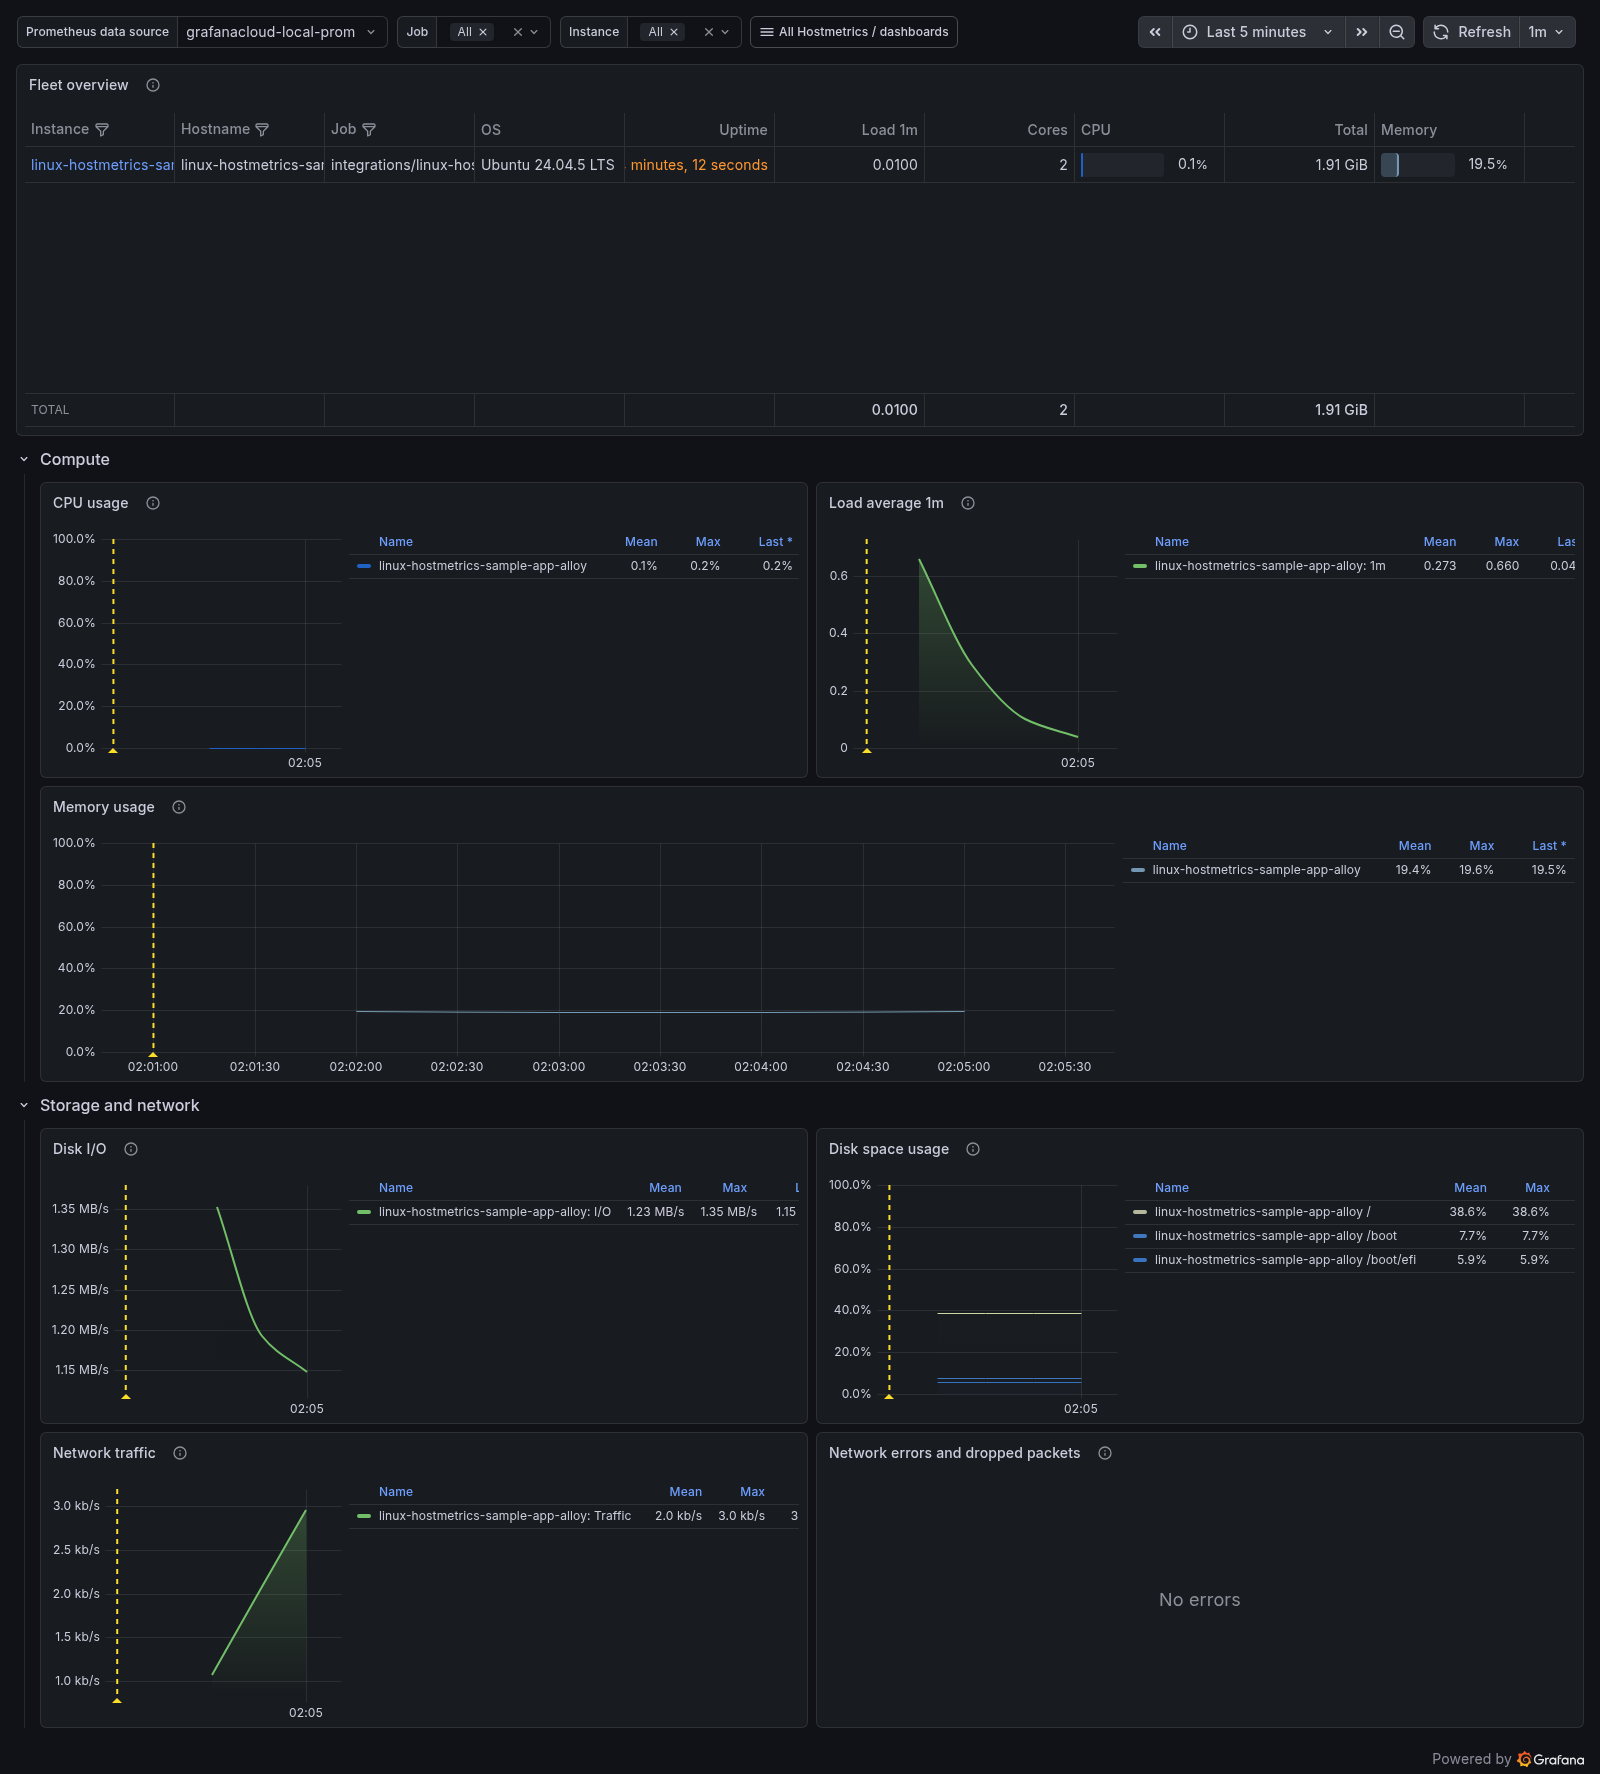 Prometheus data source grafanacloud-local-prom Job All Instance All All Hostmetrics / dashboards Last 5 minutes Refresh 1m
Fleet overview
Instance Hostname Job OS Uptime Load 1m Cores CPU Total Memory
linux-hostmetrics-sar linux-hostmetrics-sar integrations/linux-hos Ubuntu 24.04.5 LTS minutes, 12 seconds 0.0100 2 0.1% 1.91 GiB 19.5%
TOTAL 0.0100 2 1.91 GiB
Compute
CPU usage
100.0%
80.0%
60.0%
40.0%
20.0%
0.0%
02:05
Name Mean Max Last *
linux-hostmetrics-sample-app-alloy 0.1% 0.2% 0.2%
Load average 1m
0.6
0.4
0.2
0
02:05
Name Mean Max Las
linux-hostmetrics-sample-app-alloy: 1m 0.273 0.660 0.04
Memory usage
100.0%
80.0%
60.0%
40.0%
20.0%
0.0%
02:01:00 02:01:30 02:02:00 02:02:30 02:03:00 02:03:30 02:04:00 02:04:30 02:05:00 02:05:30
Name Mean Max Last *
linux-hostmetrics-sample-app-alloy 19.4% 19.6% 19.5%
Storage and network
Disk I/O
1.35 MB/s
1.30 MB/s
1.25 MB/s
1.20 MB/s
1.15 MB/s
02:05
Name Mean Max L
linux-hostmetrics-sample-app-alloy: I/O 1.23 MB/s 1.35 MB/s 1.15
Disk space usage
100.0%
80.0%
60.0%
40.0%
20.0%
0.0%
02:05
Name Mean Max
linux-hostmetrics-sample-app-alloy / 38.6% 38.6%
linux-hostmetrics-sample-app-alloy /boot 7.7% 7.7%
linux-hostmetrics-sample-app-alloy /boot/efi 5.9% 5.9%
Network traffic
3.0 kb/s
2.5 kb/s
2.0 kb/s
1.5 kb/s
1.0 kb/s
02:05
Name Mean Max
linux-hostmetrics-sample-app-alloy: Traffic 2.0 kb/s 3.0 kb/s 3
Network errors and dropped packets
No errors
Powered by Grafana